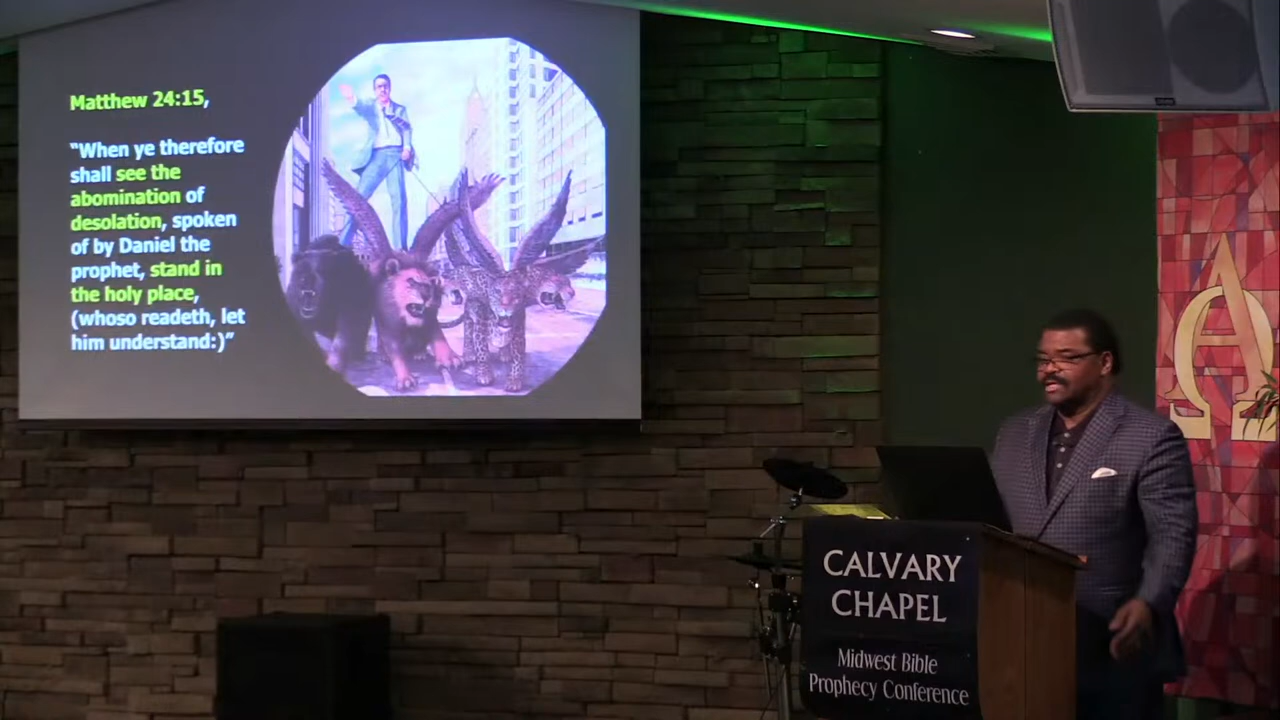 Matthew 24:15,
“When ye therefore
shall see the
abomination of
desolation, spoken
of by Daniel the
prophet, stand in
the holy place,
(whoso readeth, let
him understand:)”
CALVARY
CHAPEL
Midwest Bible
Prophecy Conference
ΑΩ